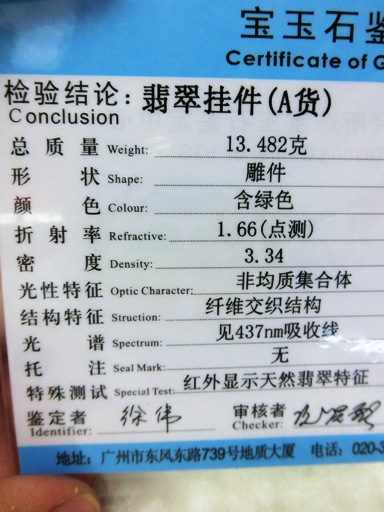 宝玉石鉴
Certificate of G
检验结论: 翡翠挂件(A货)
Conclusion
总质量 Weight: 13.482克
形状 Shape: 雕件
颜色 Colour: 含绿色
折射率 Refractive: 1.66(点测)
密度 Density: 3.34
光性特征 Optic Character: 非均质集合体
结构特征 Struction: 纤维交织结构
光谱 Spectrum: 见437nm吸收线
托注 Seal Mark: 无
特殊测试 Special Test: 红外显示天然翡翠特征
鉴定者 徐伟 审核者
Identifier: Checker:
地址: 广州市东风东路739号地质大厦 电话: 020-3